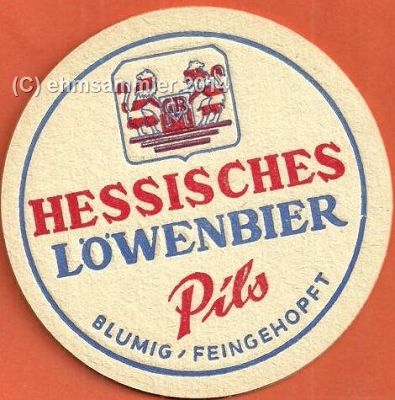 (C) ehmsammler 2014
HESSISCHES
LÖWENBIER
Pils
BLUMIG, FEINGEHOPFT